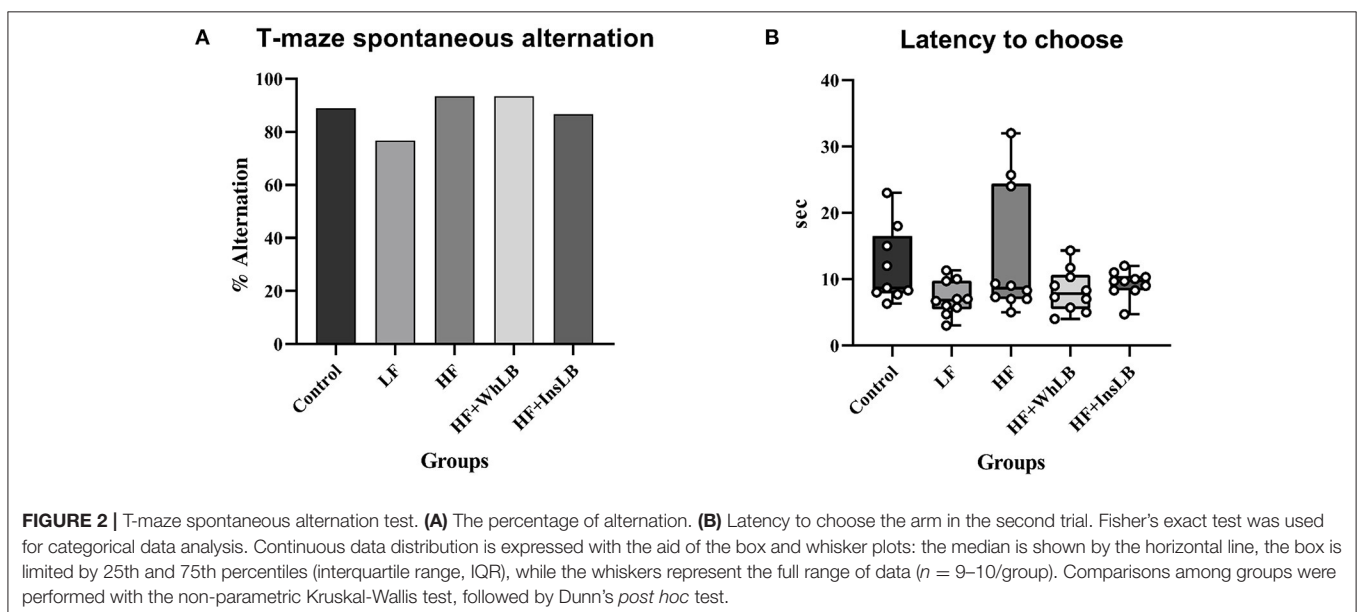 A T-maze spontaneous alternation
100
80
60
40
20
0
% Alternation
Control
LF
HF
HF+WhLB
HF+InsLB
Groups
B Latency to choose
40
30
20
10
0
sec
Control
LF
HF
HF+WhLB
HF+InsLB
Groups
FIGURE 2 | T-maze spontaneous alternation test. (A) The percentage of alternation. (B) Latency to choose the arm in the second trial. Fisher's exact test was used
for categorical data analysis. Continuous data distribution is expressed with the aid of the box and whisker plots: the median is shown by the horizontal line, the box is
limited by 25th and 75th percentiles (interquartile range, IQR), while the whiskers represent the full range of data (n = 9–10/group). Comparisons among groups were
performed with the non-parametric Kruskal-Wallis test, followed by Dunn's post hoc test.